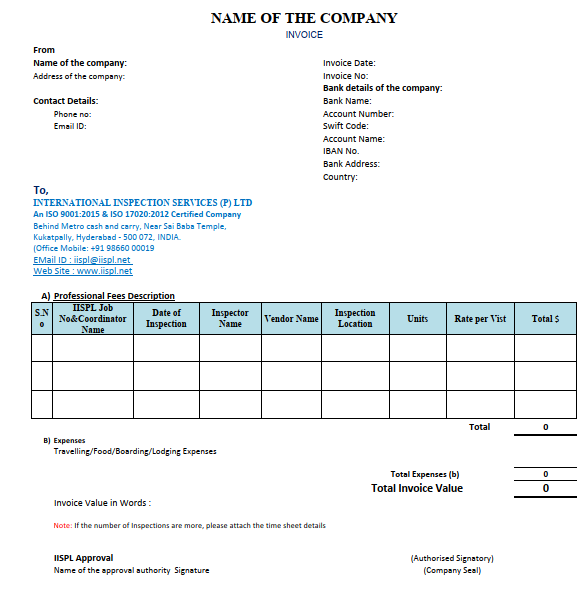 NAME OF THE COMPANY
INVOICE
From
Name of the company:
Address of the company:
Contact Details:
Phone no:
Email ID:
Invoice Date:
Invoice No:
Bank details of the company:
Bank Name:
Account Number:
Swift Code:
Account Name:
IBAN No.
Bank Address:
Country:
To,
INTERNATIONAL INSPECTION SERVICES (P) LTD
An ISO 9001:2015 & ISO 17020:2012 Certified Company
Behind Metro cash and carry, Near Sai Baba Temple,
Kukatpally, Hyderabad - 500 072, INDIA.
(Office Mobile: +91 98660 00019
EMail ID : iispl@iispl.net
Web Site : www.iispl.net
A) Professional Fees Description
S.N
o
IISPL Job
No&Coordinator
Name
Date of
Inspection
Inspector
Name
Vendor Name
Inspection
Location
Units
Rate per Vist
Total $
Total 0
B) Expenses
Travelling/Food/Boarding/Lodging Expenses
Total Expenses (b) 0
Total Invoice Value 0
Invoice Value in Words :
Note: If the number of Inspections are more, please attach the time sheet details
IISPL Approval
Name of the approval authority Signature
(Authorised Signatory)
(Company Seal)